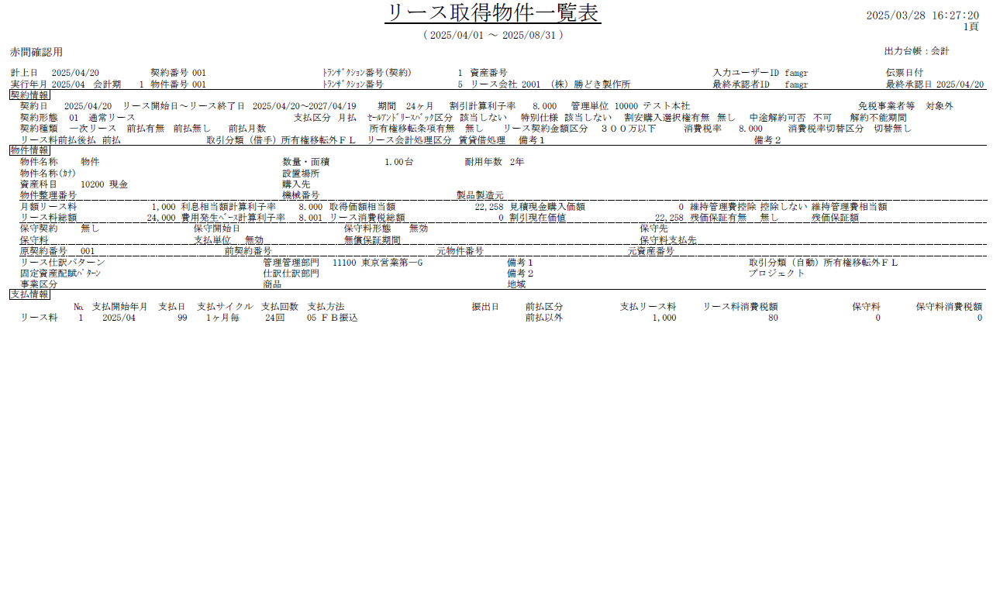 リース取得物件一覧表
2025/03/28 16:27:20
1頁
( 2025/04/01 ～ 2025/08/31 )
赤間確認用 出力台帳：会計
計上日 2025/04/20 契約番号 001 ﾄﾗﾝｻﾞｸｼｮﾝ番号(契約) 1 資産番号 入力ユーザーID famgr 伝票日付
実行年月 2025/04 会計期 1 物件番号 001 ﾄﾗﾝｻﾞｸｼｮﾝ番号 5 リース会社 2001 （株）勝どき製作所 最終承認者ID famgr 最終承認日 2025/04/20
契約情報
契約日 2025/04/20 リース開始日～リース終了日 2025/04/20～2027/04/19 期間 24ヶ月 割引計算利子率 8.000 管理単位 10000 テスト本社 免税事業者等 対象外
契約形態 01 通常リース 支払区分 月払 ｾｰﾙｱﾝﾄﾞﾘｰｽﾊﾞｯｸ区分 該当しない 特別仕様 該当しない 割安購入選択権有無 無し 中途解約可否 不可 解約不能期間
契約種類 一次リース 前払有無 前払無し 前払月数 所有権移転条項有無 無し リース契約金額区分 ３００万以下 消費税率 8.000 消費税率切替区分 切替無し
リース料前払後払 前払 取引分類（借手）所有権移転外ＦＬ リース会計処理区分 賃貸借処理 備考１ 備考２
物件情報
物件名称 物件 数量・面積 1.00台 耐用年数 2年
物件名称(ｶﾅ) 設置場所
資産科目 10200 現金 購入先
物件整理番号 機械番号 製品製造元
月額リース料 1,000 利息相当額計算利子率 8.000 取得価額相当額 22,258 見積現金購入価額 0 維持管理費控除 控除しない 維持管理費相当額
リース料総額 24,000 費用発生ﾍﾞｰｽ計算利子率 8.001 リース消費税総額 0 割引現在価値 22,258 残価保証有無 無し 残価保証額
保守契約 無し 保守開始日 保守料形態 無効 保守先
保守料 支払単位 無効 無償保証期間 保守料支払先
原契約番号 001 前契約番号 元物件番号 元資産番号
リース仕訳パターン 管理管理部門 11100 東京営業第一G 備考１ 取引分類（自動）所有権移転外ＦＬ
固定資産配賦ﾊﾟﾀｰﾝ 仕訳仕訳部門 備考２ プロジェクト
事業区分 商品 地域
支払情報
№ 支払開始年月 支払日 支払サイクル 支払回数 支払方法 振出日 前払区分 支払リース料 リース料消費税額 保守料 保守料消費税額
リース料 1 2025/04 99 1ヶ月毎 24回 05 ＦＢ振込 前払以外 1,000 80 0 0